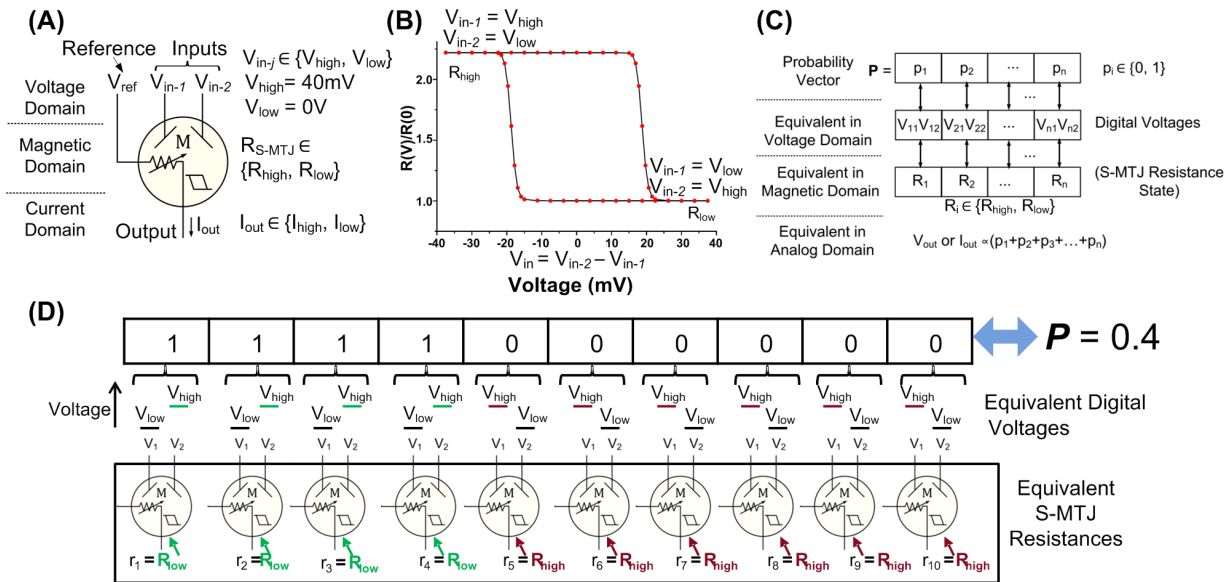 (A)
Reference Inputs
V_ref V_in-1 V_in-2
V_in-j ∈ {V_high, V_low}
V_high = 40mV
V_low = 0V
Voltage
Domain
Magnetic
Domain
Current
Domain
M
R_S-MTJ ∈
{R_high, R_low}
Output I_out
I_out ∈ {I_high, I_low}
(B)
V_in-1 = V_high
V_in-2 = V_low
R_high
2.0
1.5
1.0
R(V)/R(0)
V_in-1 = V_low
V_in-2 = V_high
R_low
-40 -30 -20 -10 0 10 20 30 40
V_in = V_in-2 − V_in-1
Voltage (mV)
(C)
Probability
Vector
P = p_1 p_2 ... p_n
p_i ∈ {0, 1}
...
Equivalent in
Voltage Domain
V_11 V_12 V_21 V_22 ... V_n1 V_n2
Digital Voltages
...
Equivalent in
Magnetic Domain
R_1 R_2 ... R_n
(S-MTJ Resistance
State)
R_i ∈ {R_high, R_low}
Equivalent in
Analog Domain
V_out or I_out ∝(p_1+p_2+p_3+...+p_n)
(D)
1 1 1 1 0 0 0 0 0 0
P = 0.4
Voltage
V_high V_high V_high V_high V_high V_high V_high V_high V_high V_high
V_low V_low V_low V_low V_low V_low V_low V_low V_low V_low
V_1 V_2 V_1 V_2 V_1 V_2 V_1 V_2 V_1 V_2 V_1 V_2 V_1 V_2 V_1 V_2 V_1 V_2 V_1 V_2
Equivalent Digital
Voltages
M M M M M M M M M M
r_1 = R_low r_2 = R_low r_3 = R_low r_4 = R_low r_5 = R_high r_6 = R_high r_7 = R_high r_8 = R_high r_9 = R_high r_10 = R_high
Equivalent
S-MTJ
Resistances